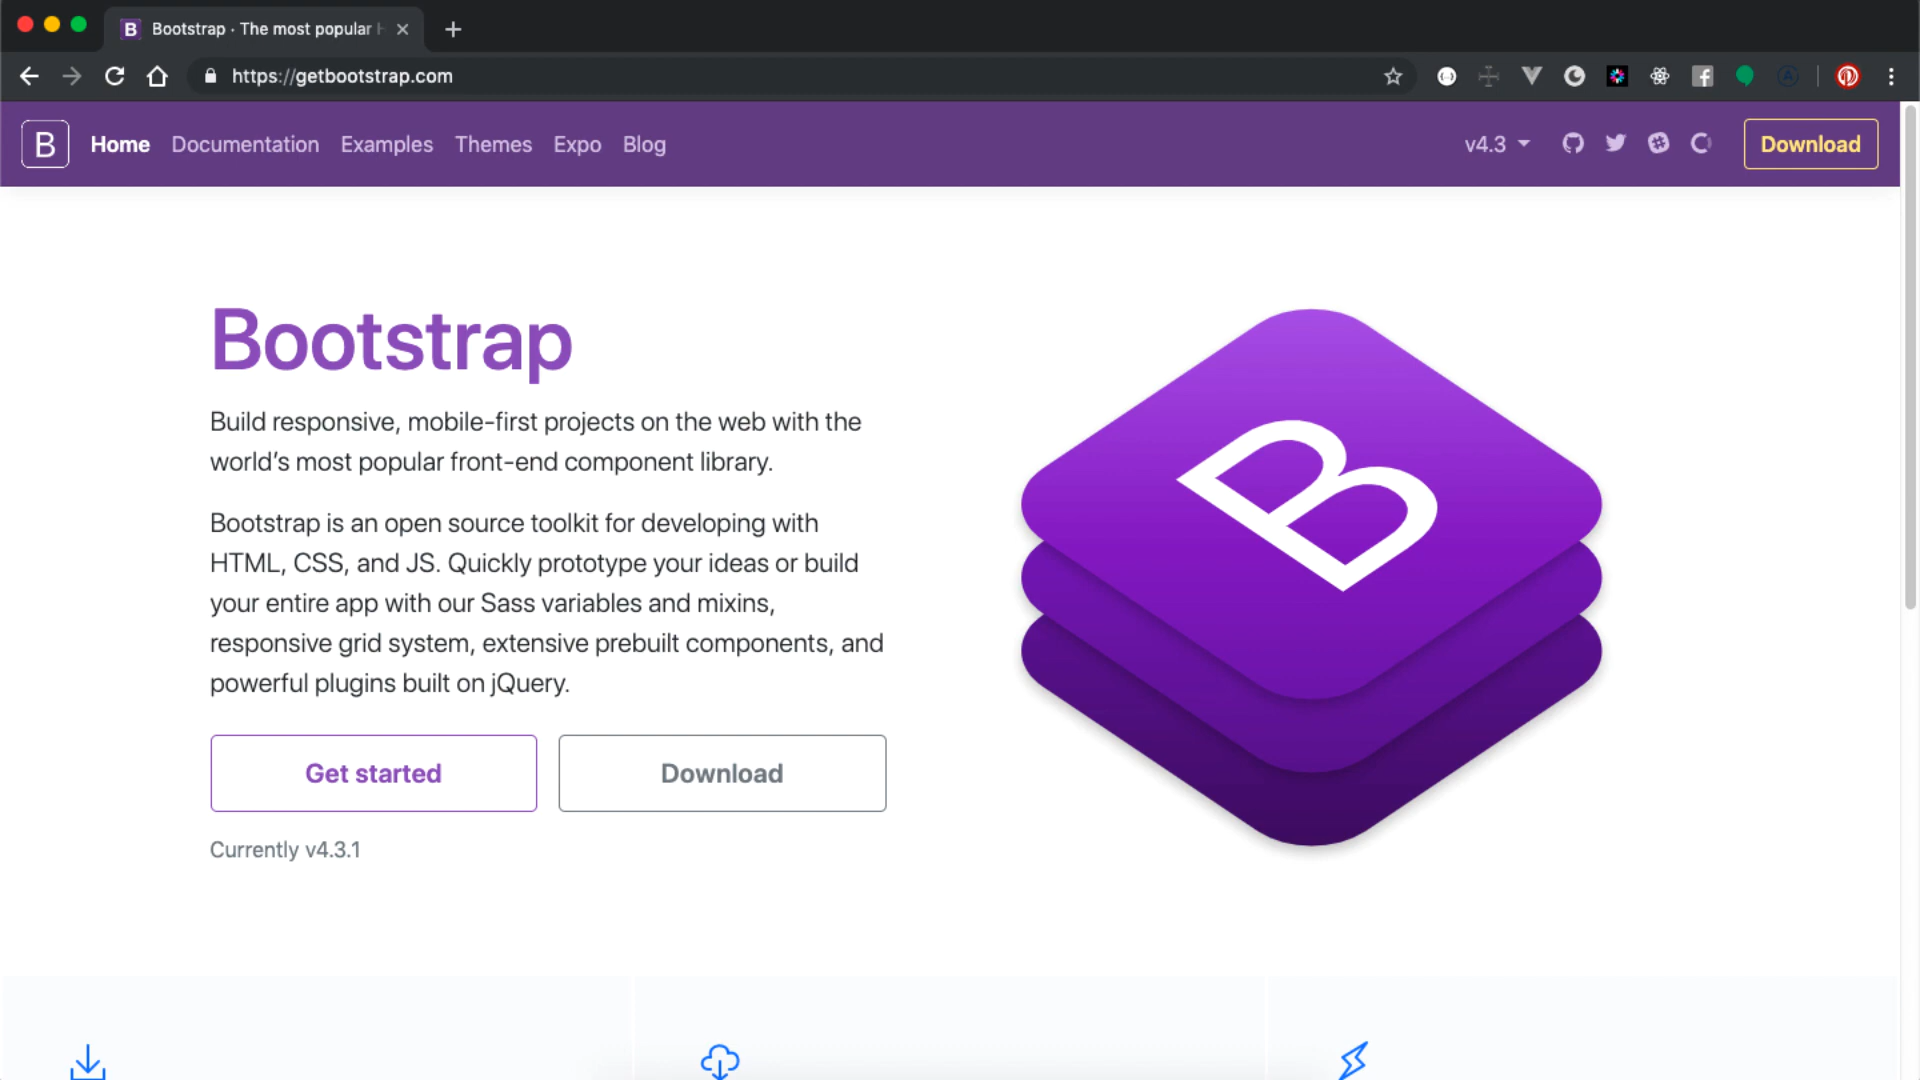 Bootstrap · The most popular
https://getbootstrap.com
B Home Documentation Examples Themes Expo Blog v4.3 Download
Bootstrap
Build responsive, mobile-first projects on the web with the
world’s most popular front-end component library.
Bootstrap is an open source toolkit for developing with
HTML, CSS, and JS. Quickly prototype your ideas or build
your entire app with our Sass variables and mixins,
responsive grid system, extensive prebuilt components, and
powerful plugins built on jQuery.
B
Get started Download
Currently v4.3.1